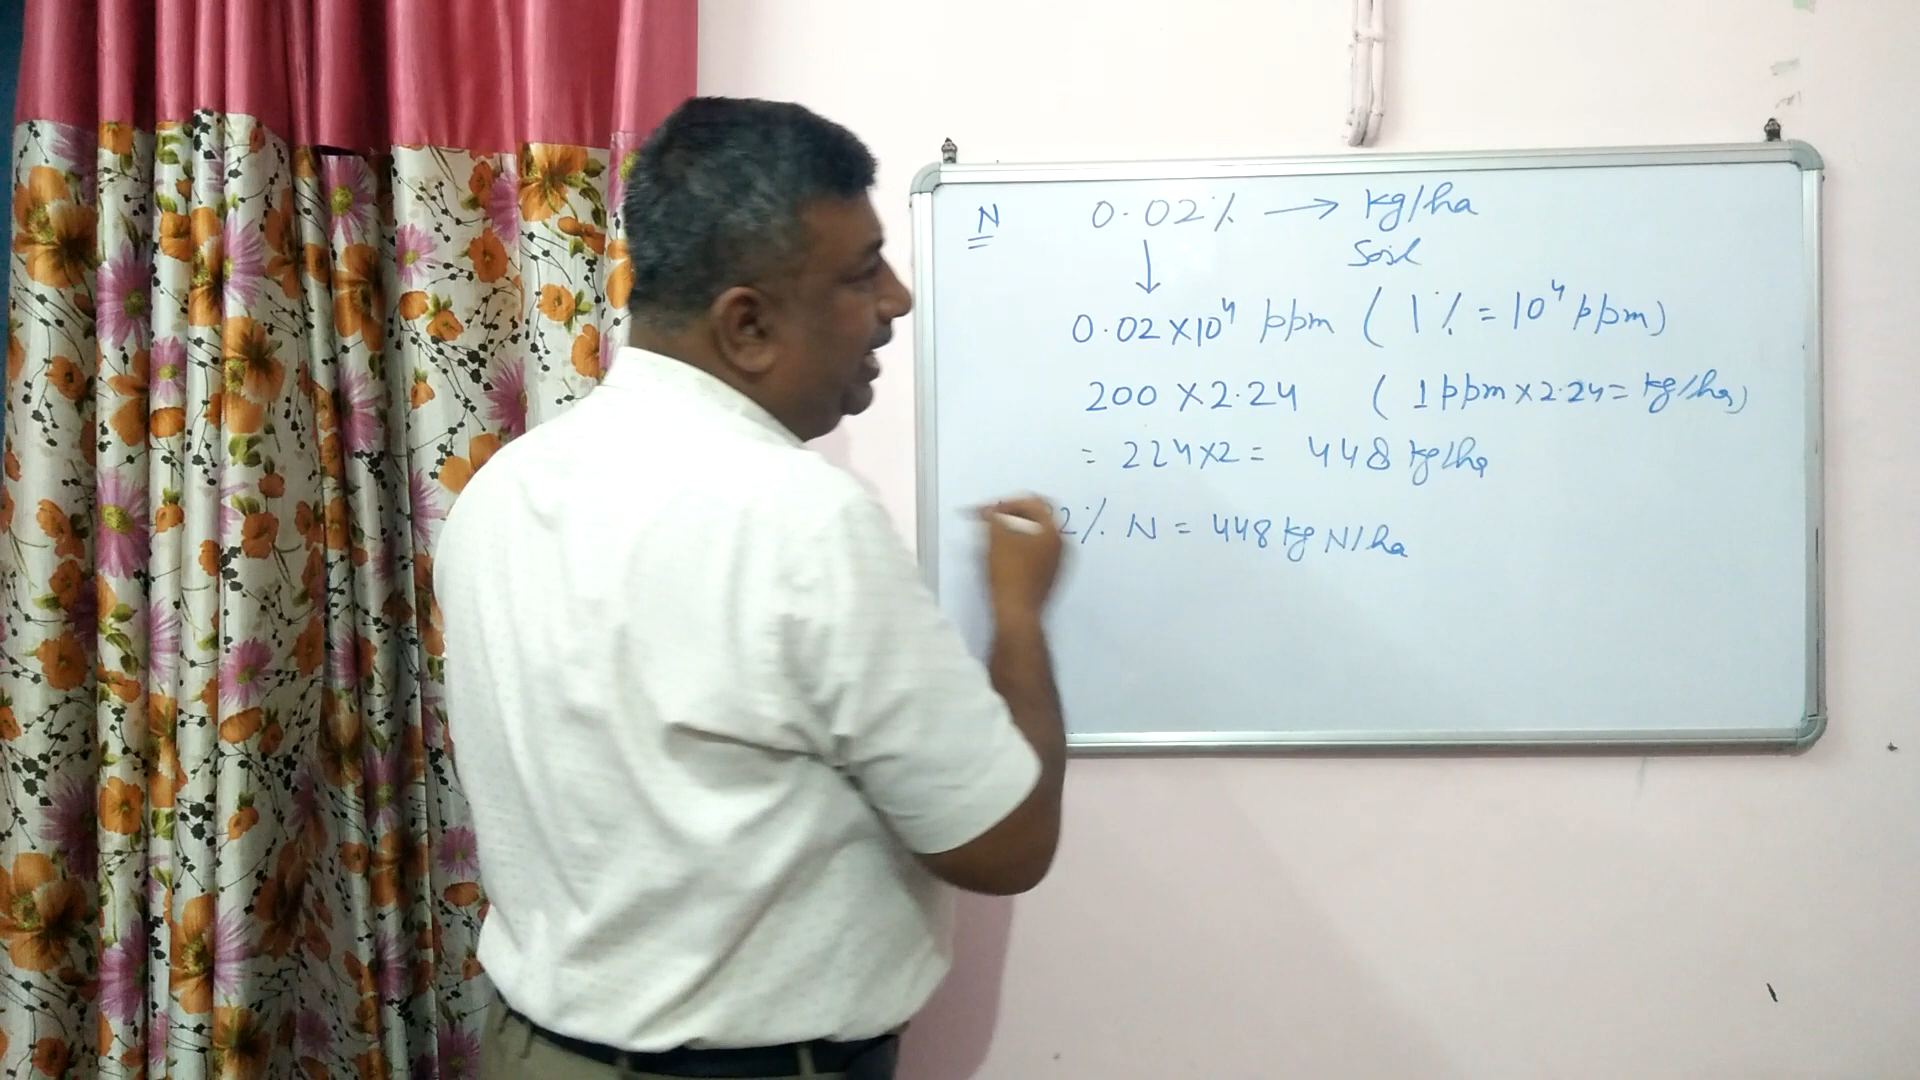 N 0.02% → kg/ha
Soil
↓
0.02×10⁴ ppm (1% = 10⁴ ppm)
200 × 2.24 (1 ppm × 2.24 = kg/ha)
= 224×2 = 448 kg/ha
2% N = 448 kg N/ha